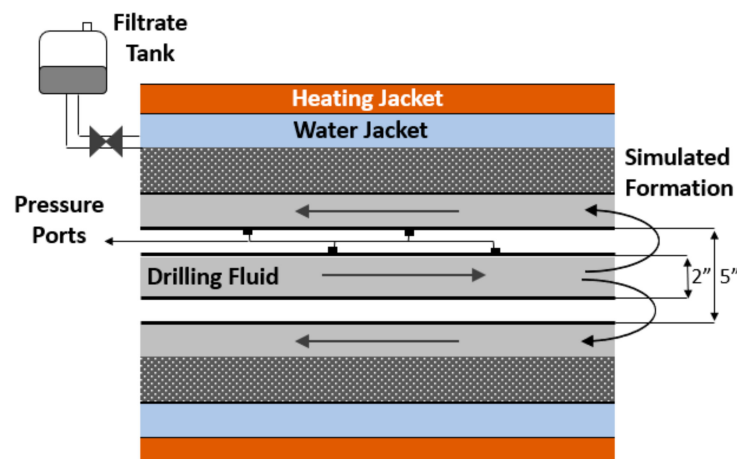 Filtrate
Tank
Heating Jacket
Water Jacket
Simulated
Formation
Pressure
Ports
Drilling Fluid
2”
5”